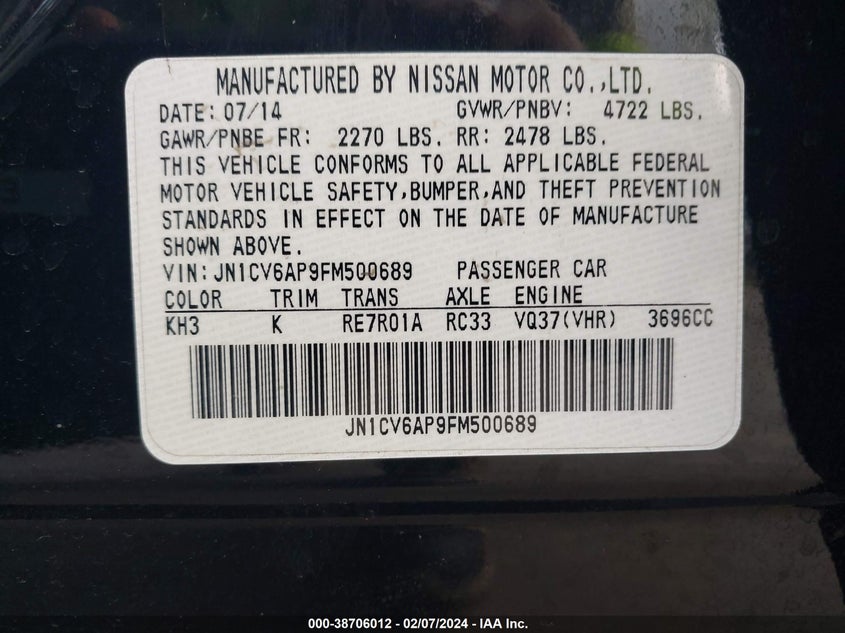 MANUFACTURED BY NISSAN MOTOR CO.,LTD.
DATE: 07/14 GVWR/PNBV: 4722 LBS.
GAWR/PNBE FR: 2270 LBS. RR: 2478 LBS.
THIS VEHICLE CONFORMS TO ALL APPLICABLE FEDERAL
MOTOR VEHICLE SAFETY,BUMPER,AND THEFT PREVENTION
STANDARDS IN EFFECT ON THE DATE OF MANUFACTURE
SHOWN ABOVE.
VIN: JN1CV6AP9FM500689 PASSENGER CAR
COLOR TRIM TRANS AXLE ENGINE
KH3 K RE7R01A RC33 VQ37(VHR) 3696CC
JN1CV6AP9FM500689
000-38706012 - 02/07/2024 - IAA Inc.